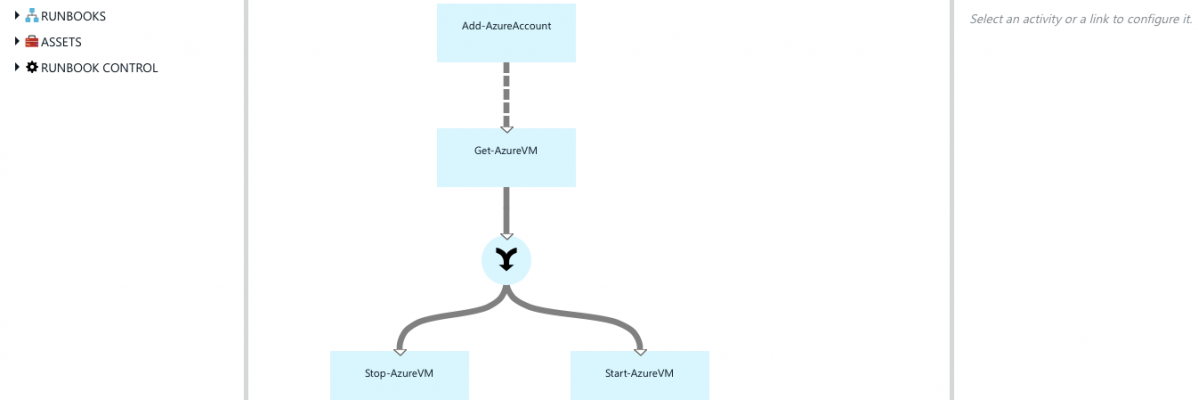 RUNBOOKS
ASSETS
RUNBOOK CONTROL
Add-AzureAccount
Get-AzureVM
Stop-AzureVM
Start-AzureVM
Select an activity or a link to configure it.